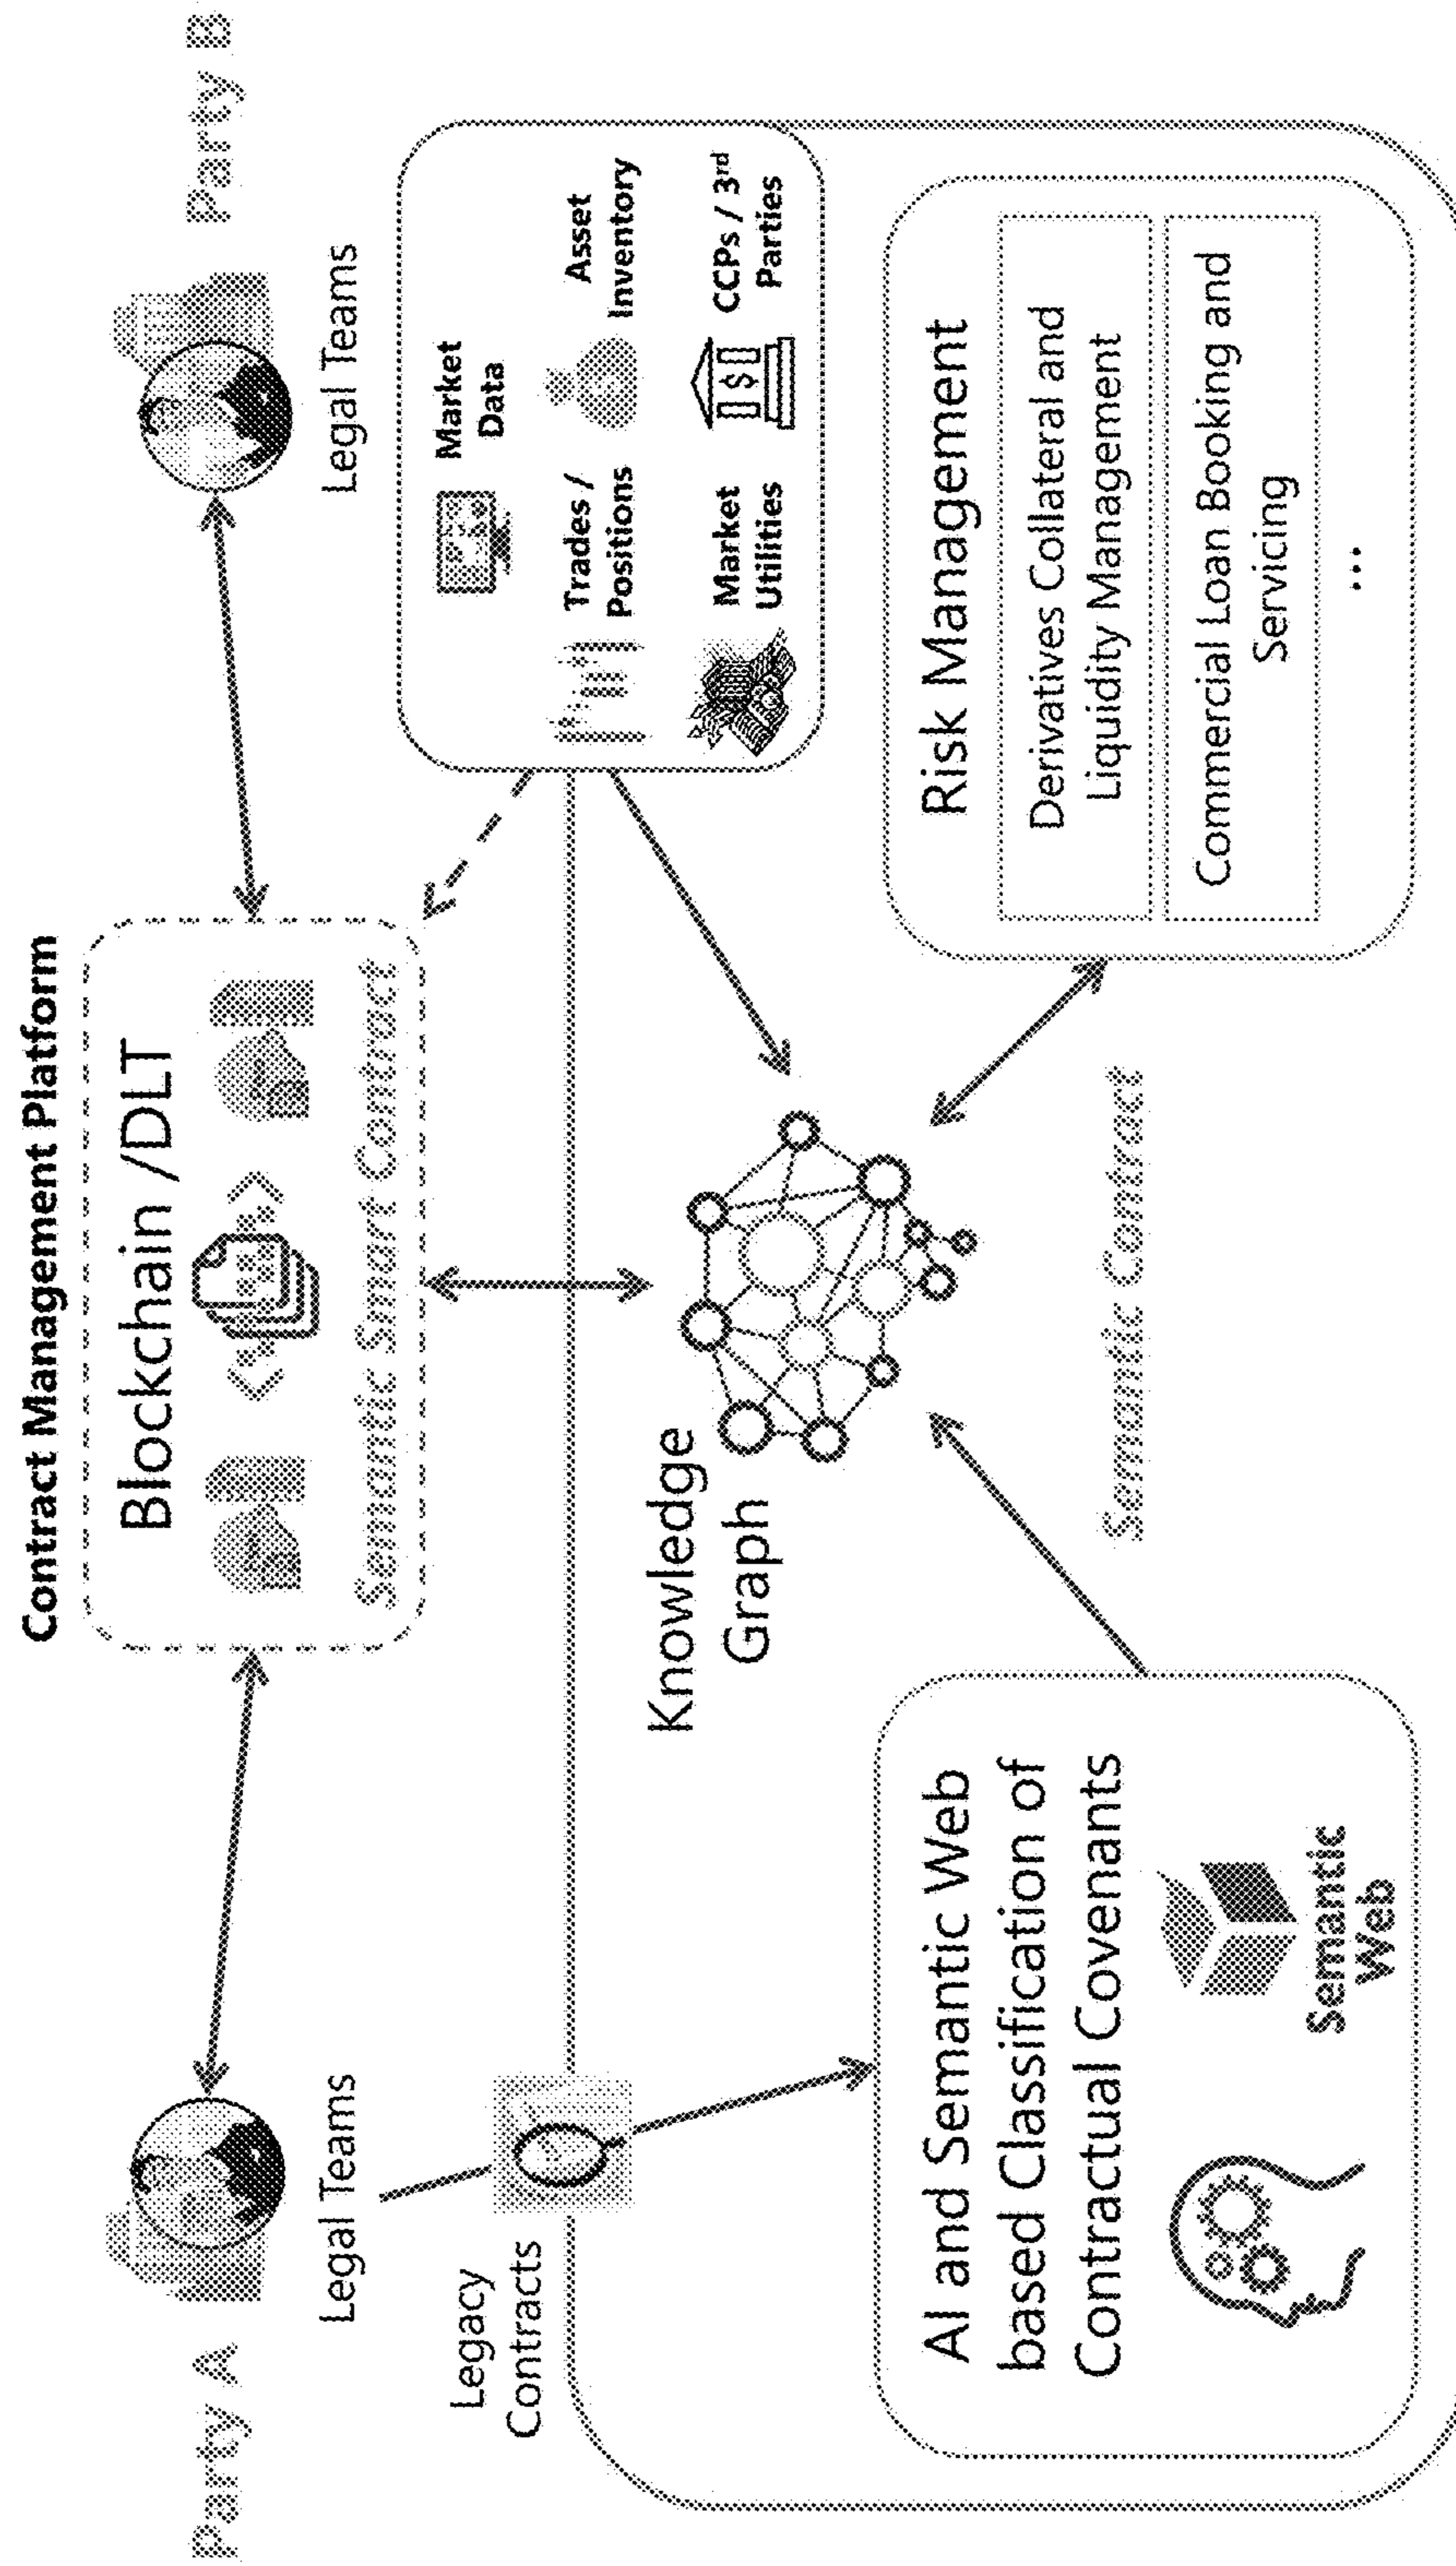 Contract Management Platform
Party A
Blockchain /DLT
Party B
Semantic Smart Contract
Legal Teams
Legal Teams
Legacy
Contracts
Market
Data
Trades /
Positions
Asset
Inventory
Market
Utilities
CCPs / 3rd
Parties
Knowledge
Graph
AI and Semantic Web
based Classification of
Contractual Covenants
Semantic
Web
Semantic Contract
Risk Management
Derivatives Collateral and
Liquidity Management
Commercial Loan Booking and
Servicing
...